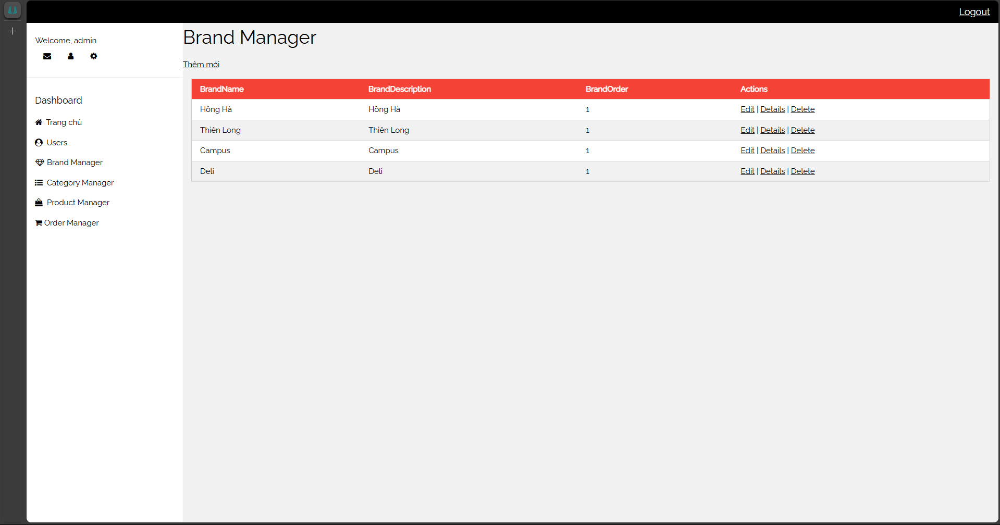 Logout
Welcome, admin
Dashboard
Trang chủ
Users
Brand Manager
Category Manager
Product Manager
Order Manager
Brand Manager
Thêm mới
BrandName BrandDescription BrandOrder Actions
Hồng Hà Hồng Hà 1 Edit | Details | Delete
Thiên Long Thiên Long 1 Edit | Details | Delete
Campus Campus 1 Edit | Details | Delete
Deli Deli 1 Edit | Details | Delete